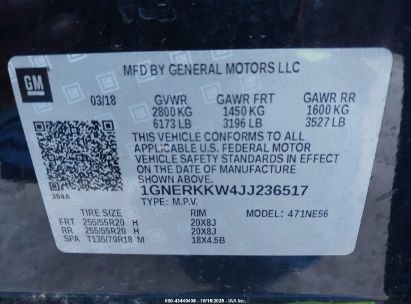 GM
MFD BY GENERAL MOTORS LLC
03/18 GVWR GAWR FRT GAWR RR
2800 KG 1450 KG 1600 KG
6173 LB 3196 LB 3527 LB
THIS VEHICLE CONFORMS TO ALL
APPLICABLE U.S. FEDERAL MOTOR
VEHICLE SAFETY STANDARDS IN EFFECT ON THE
DATE OF MANUFACTURE SHOWN ABOVE.
1GNERKKW4JJ236517
384A TYPE: M.P.V.
TIRE SIZE RIM MODEL: 471NE56
FRT 255/55R20 H 20X8J
RR 255/55R20 H 20X8J
SPA T135/70R18 M 18X4.5B